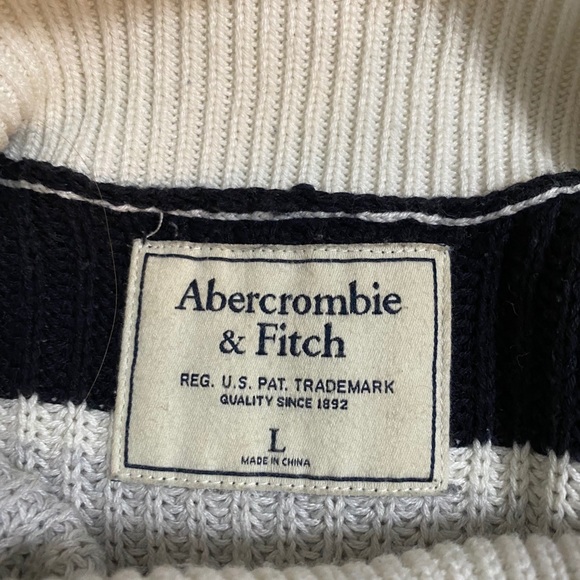 Abercrombie
& Fitch
REG. U.S. PAT. TRADEMARK
QUALITY SINCE 1892
L
MADE IN CHINA